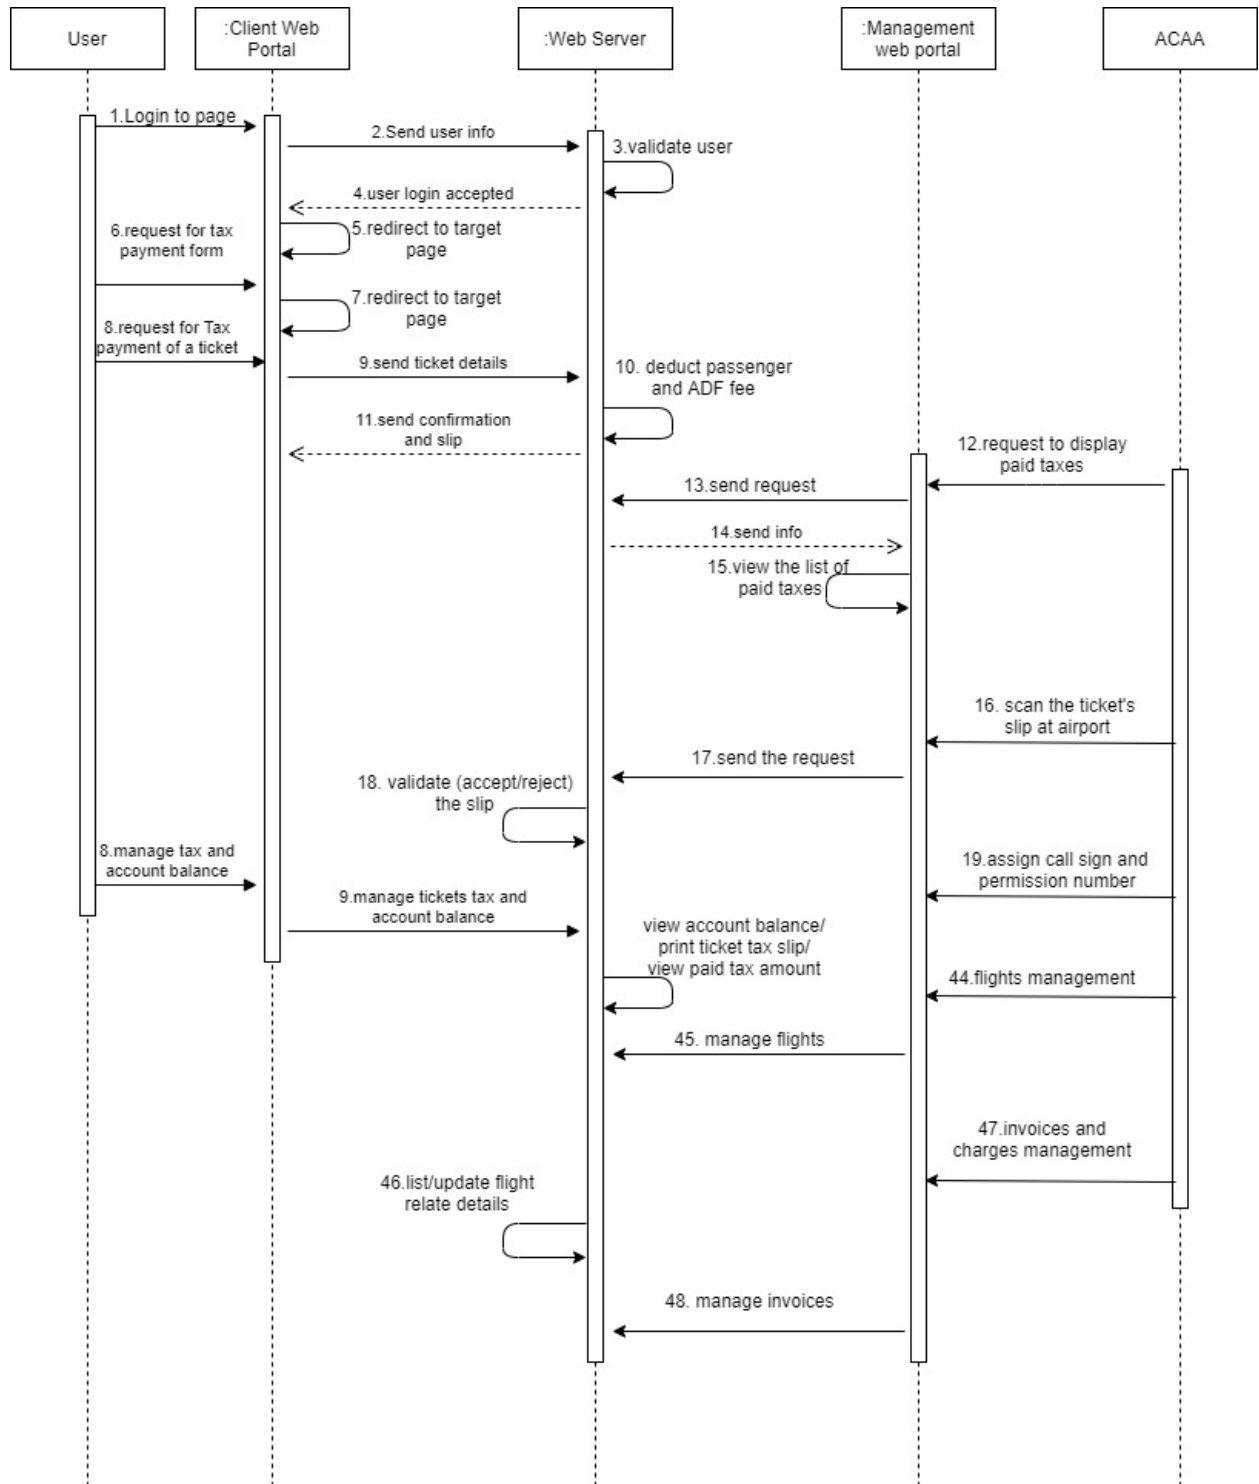 User
:Client Web
Portal
:Web Server
:Management
web portal
ACAA
1.Login to page
2.Send user info
3.validate user
4.user login accepted
5.redirect to target
page
6.request for tax
payment form
7.redirect to target
page
8.request for Tax
payment of a ticket
9.send ticket details
10. deduct passenger
and ADF fee
11.send confirmation
and slip
12.request to display
paid taxes
13.send request
14.send info
15.view the list of
paid taxes
16. scan the ticket's
slip at airport
17.send the request
18. validate (accept/reject)
the slip
8.manage tax and
account balance
19.assign call sign and
permission number
9.manage tickets tax and
account balance
view account balance/
print ticket tax slip/
view paid tax amount
44.flights management
45. manage flights
47.invoices and
charges management
46.list/update flight
relate details
48. manage invoices